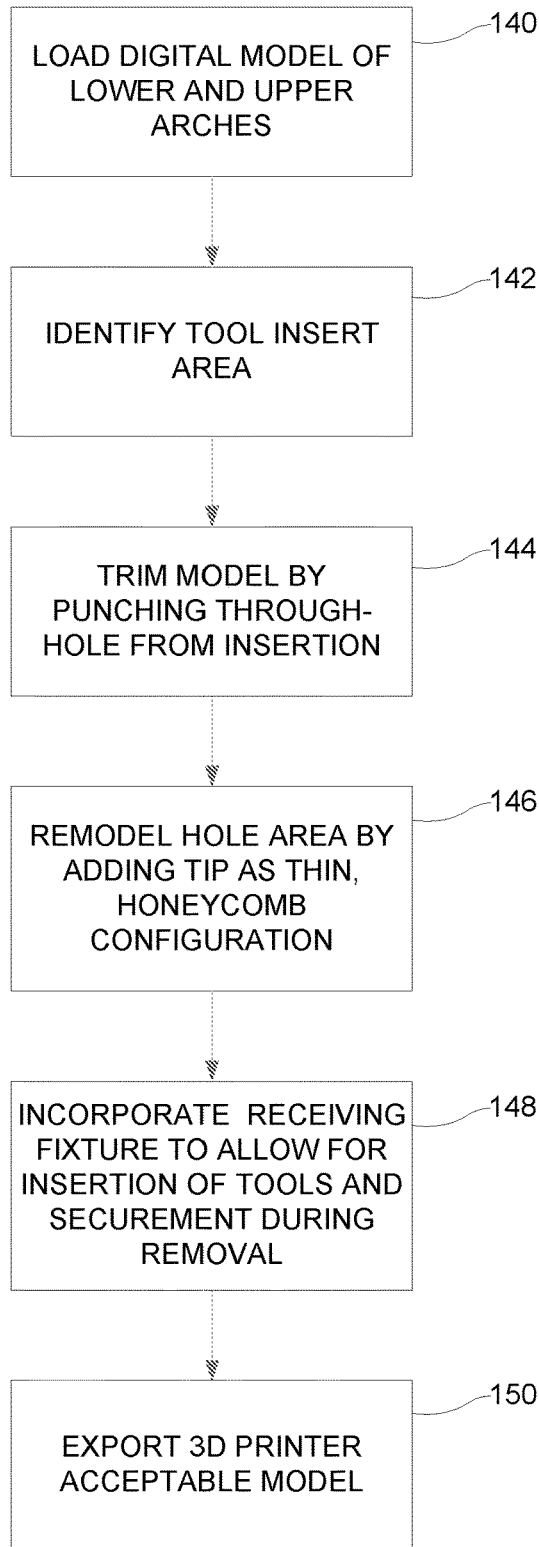 140
LOAD DIGITAL MODEL OF
LOWER AND UPPER
ARCHES
142
IDENTIFY TOOL INSERT
AREA
144
TRIM MODEL BY
PUNCHING THROUGH-
HOLE FROM INSERTION
146
REMODEL HOLE AREA BY
ADDING TIP AS THIN,
HONEYCOMB
CONFIGURATION
148
INCORPORATE RECEIVING
FIXTURE TO ALLOW FOR
INSERTION OF TOOLS AND
SECUREMENT DURING
REMOVAL
150
EXPORT 3D PRINTER
ACCEPTABLE MODEL